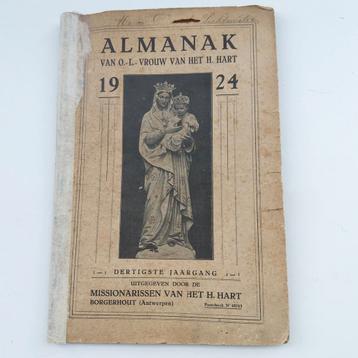 ALMANAK
VAN O.-L. VROUW VAN HET H. HART
19 24
DERTIGSTE JAARGANG
UITGEGEVEN DOOR DE
MISSIONARISSEN VAN HET H. HART
BORGERHOUT (Antwerpen)